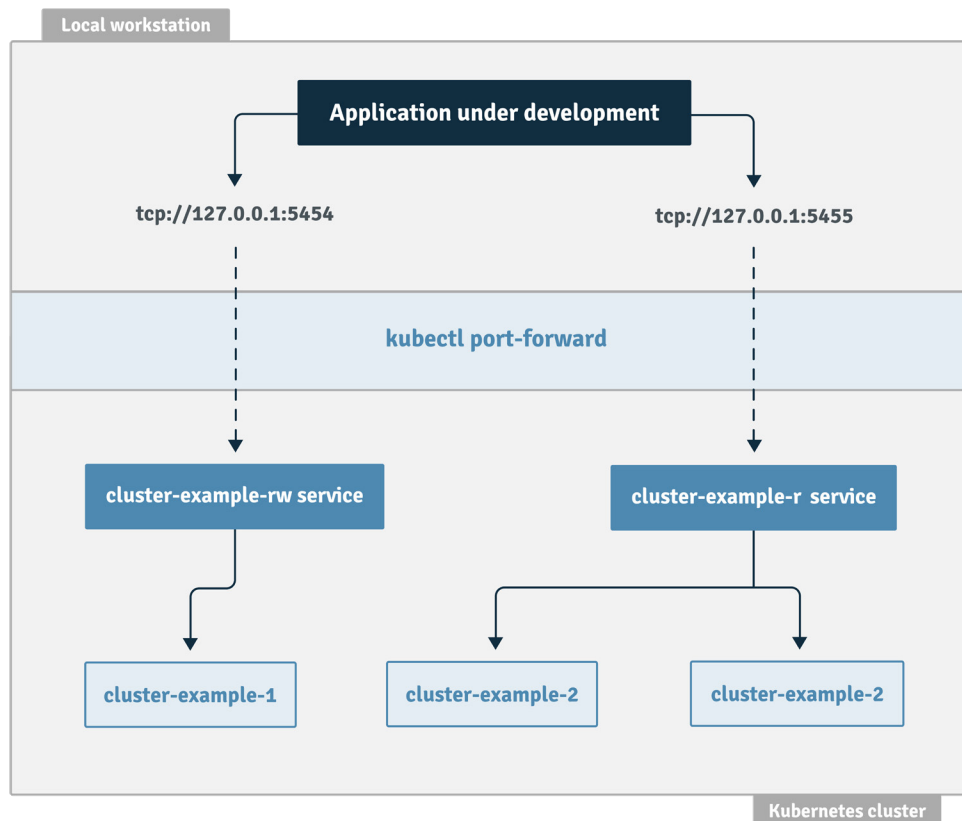 Local workstation
Application under development
tcp://127.0.0.1:5454
tcp://127.0.0.1:5455
kubectl port-forward
cluster-example-rw service
cluster-example-r service
cluster-example-1
cluster-example-2
cluster-example-2
Kubernetes cluster